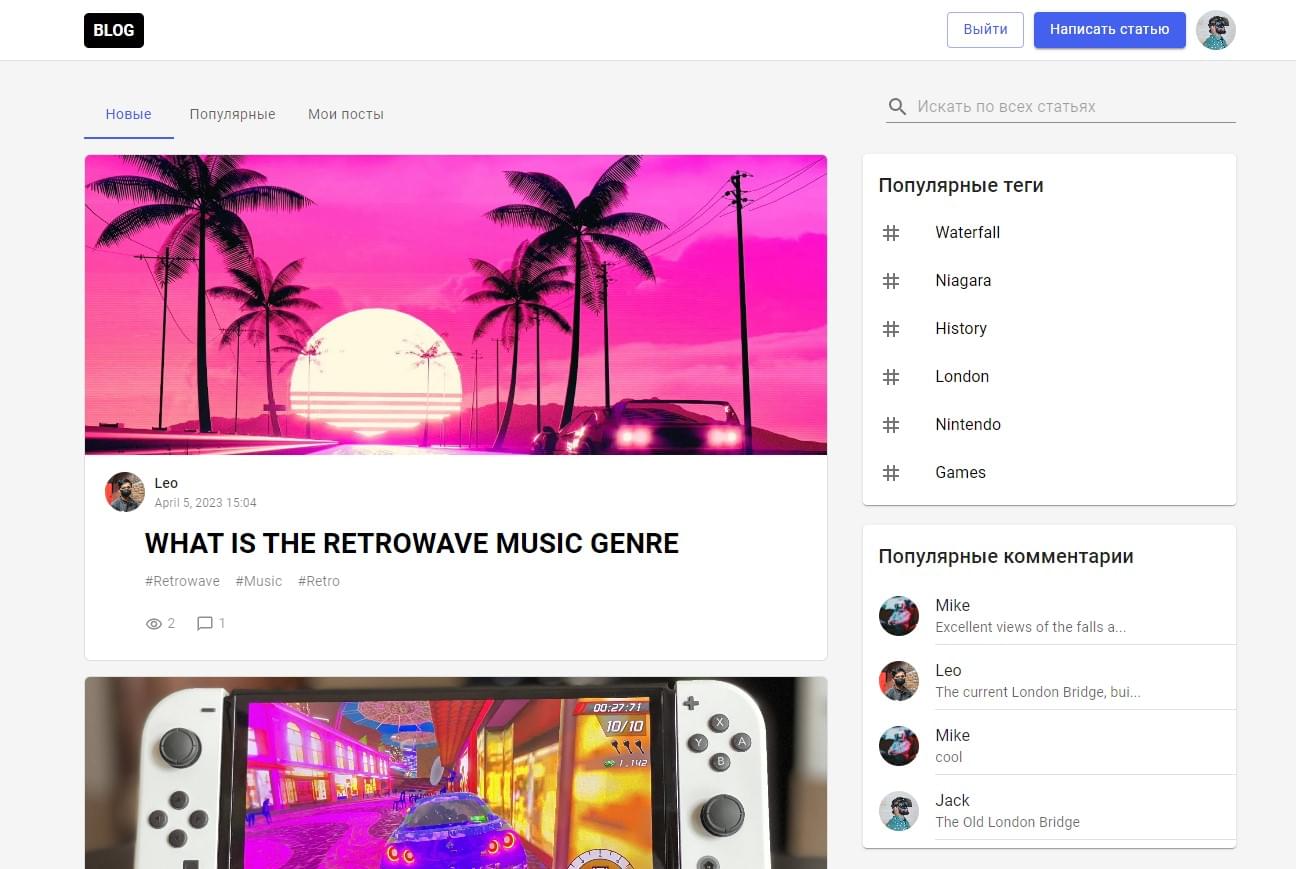 BLOG
Выйти
Написать статью
Новые
Популярные
Мои посты
Искать по всех статьях
Leo
April 5, 2023 15:04
WHAT IS THE RETROWAVE MUSIC GENRE
#Retrowave #Music #Retro
2
1
00:27:71
10/10
1,142
X
Y
A
B
Популярные теги
Waterfall
Niagara
History
London
Nintendo
Games
Популярные комментарии
Mike
Excellent views of the falls a...
Leo
The current London Bridge, bui...
Mike
cool
Jack
The Old London Bridge